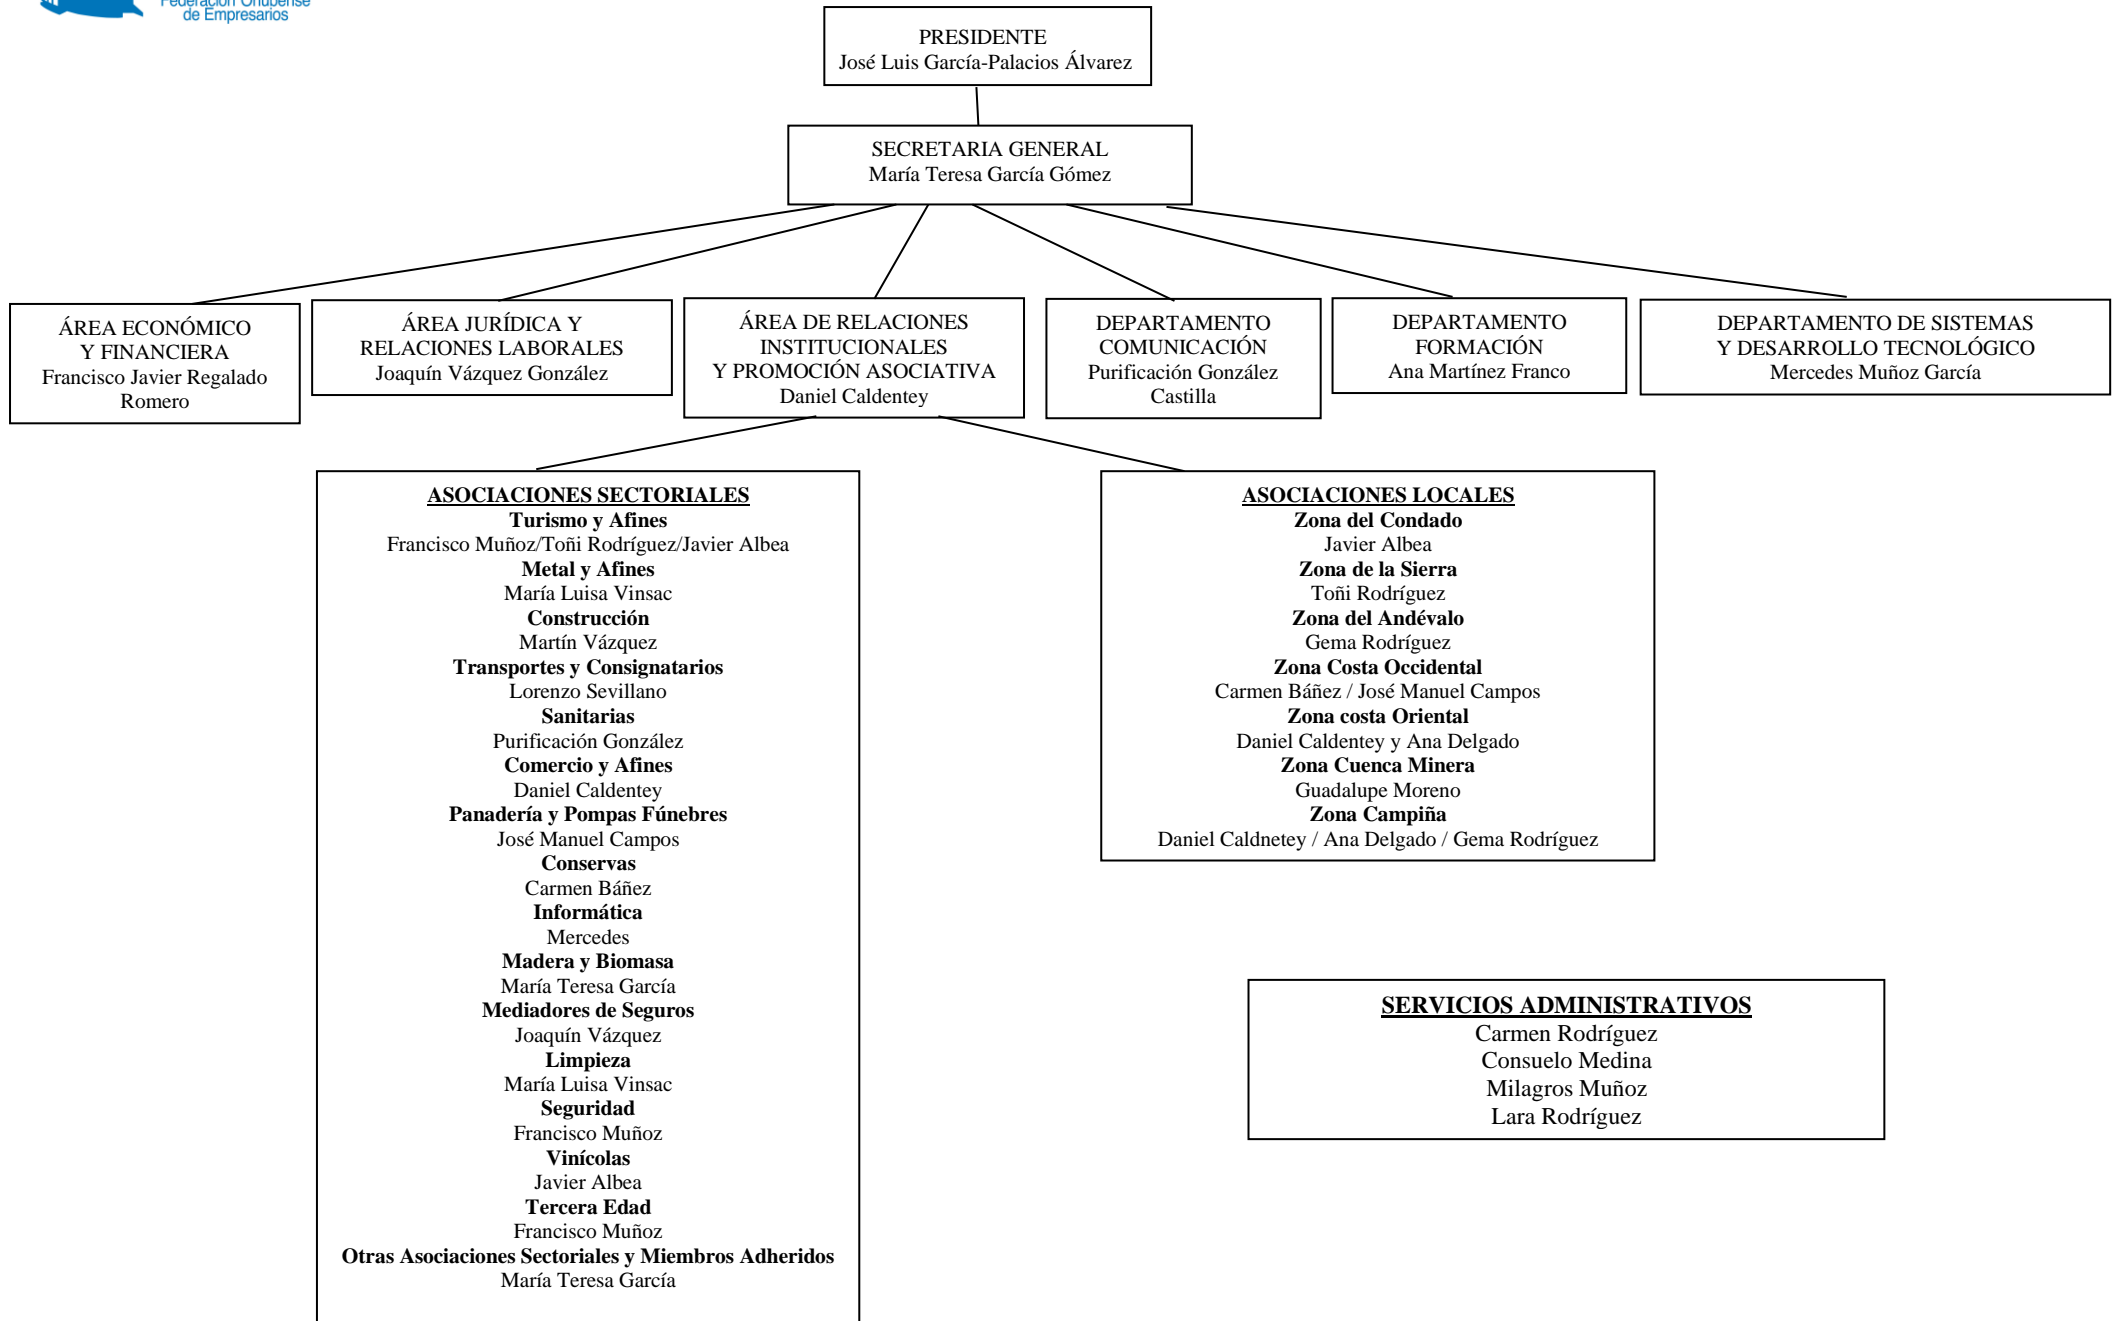 Federación Onubense
de Empresarios
PRESIDENTE
José Luis García-Palacios Álvarez
SECRETARIA GENERAL
María Teresa García Gómez
ÁREA ECONÓMICO
Y FINANCIERA
Francisco Javier Regalado
Romero
ÁREA JURÍDICA Y
RELACIONES LABORALES
Joaquín Vázquez González
ÁREA DE RELACIONES
INSTITUCIONALES
Y PROMOCIÓN ASOCIATIVA
Daniel Caldentey
DEPARTAMENTO
COMUNICACIÓN
Purificación González
Castilla
DEPARTAMENTO
FORMACIÓN
Ana Martínez Franco
DEPARTAMENTO DE SISTEMAS
Y DESARROLLO TECNOLÓGICO
Mercedes Muñoz García
ASOCIACIONES SECTORIALES
Turismo y Afines
Francisco Muñoz/Toñi Rodríguez/Javier Albea
Metal y Afines
María Luisa Vinsac
Construcción
Martín Vázquez
Transportes y Consignatarios
Lorenzo Sevillano
Sanitarias
Purificación González
Comercio y Afines
Daniel Caldentey
Panadería y Pompas Fúnebres
José Manuel Campos
Conservas
Carmen Báñez
Informática
Mercedes
Madera y Biomasa
María Teresa García
Mediadores de Seguros
Joaquín Vázquez
Limpieza
María Luisa Vinsac
Seguridad
Francisco Muñoz
Vinícolas
Javier Albea
Tercera Edad
Francisco Muñoz
Otras Asociaciones Sectoriales y Miembros Adheridos
María Teresa García
ASOCIACIONES LOCALES
Zona del Condado
Javier Albea
Zona de la Sierra
Toñi Rodríguez
Zona del Andévalo
Gema Rodríguez
Zona Costa Occidental
Carmen Báñez / José Manuel Campos
Zona costa Oriental
Daniel Caldentey y Ana Delgado
Zona Cuenca Minera
Guadalupe Moreno
Zona Campiña
Daniel Caldnetey / Ana Delgado / Gema Rodríguez
SERVICIOS ADMINISTRATIVOS
Carmen Rodríguez
Consuelo Medina
Milagros Muñoz
Lara Rodríguez